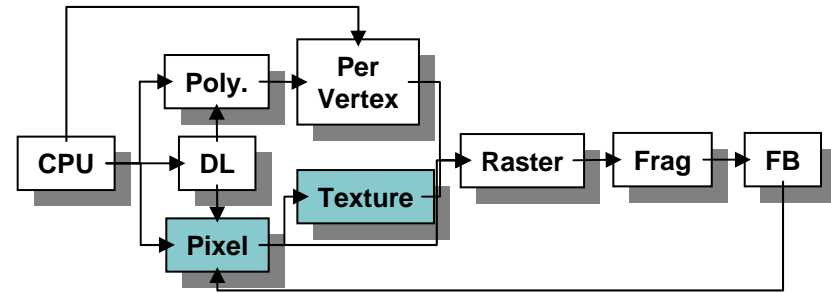 Poly.
Per
Vertex
CPU
DL
Raster
Frag
FB
Texture
Pixel